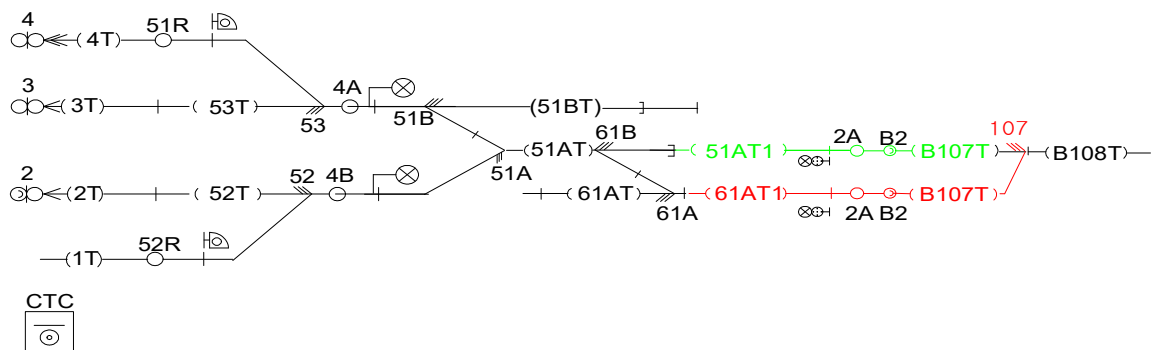 4 51R
(4T)
3 4A
(3T) (53T) 53 51B (51BT)
61B 2A B2 107
(51AT) (51AT1) (B107T) (B108T)
51A
2 52 4B
(2T) (52T) (61AT) 61A (61AT1) 2A B2 (B107T)
52R
(1T)
CTC